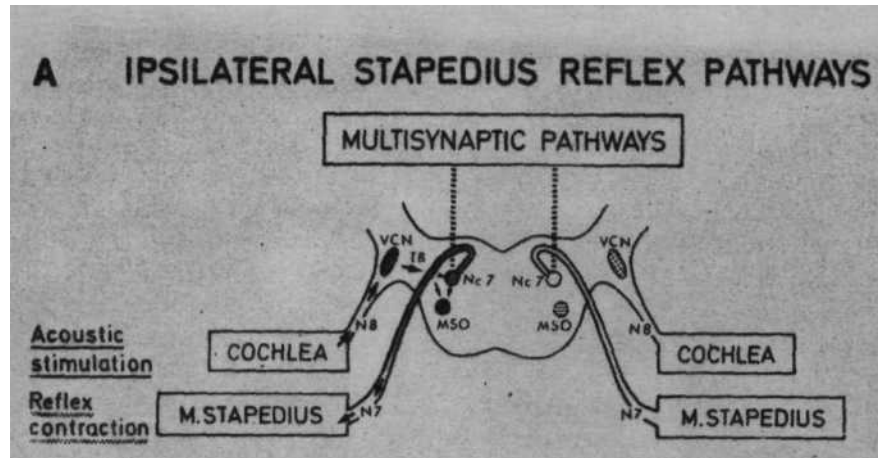 A IPSILATERAL STAPEDIUS REFLEX PATHWAYS
MULTISYNAPTIC PATHWAYS
VCN
TB
Nc 7
Nc 7
VCN
MSO
MSO
N8
N8
Acoustic
stimulation
COCHLEA
COCHLEA
Reflex
contraction
M.STAPEDIUS
N7
N7
M.STAPEDIUS